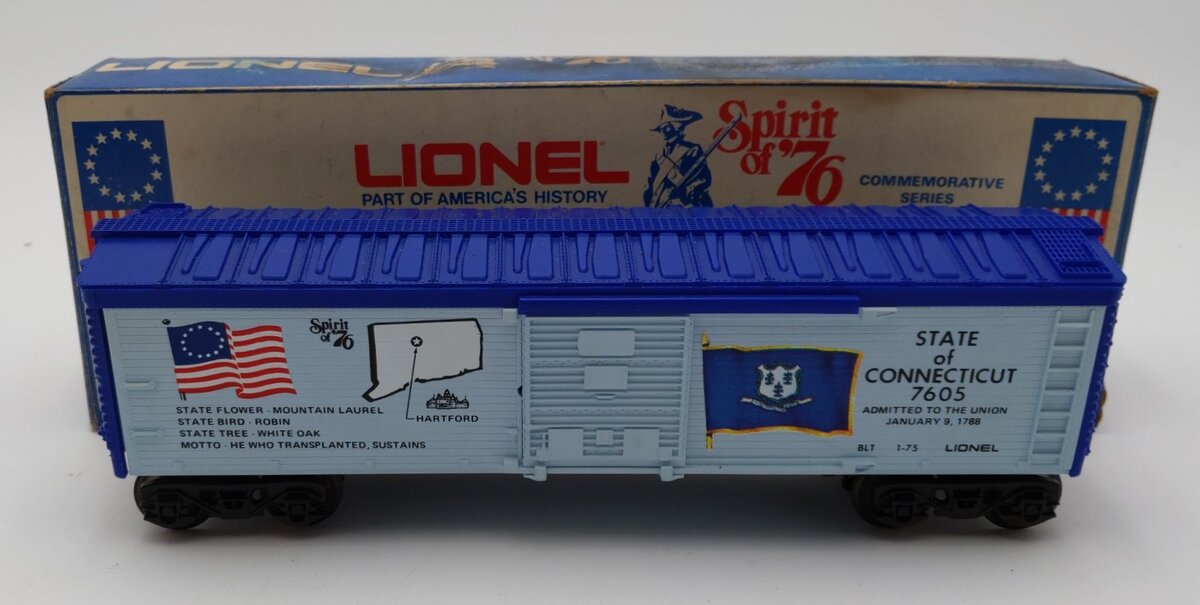 LIONEL
LIONEL
PART OF AMERICA'S HISTORY
Spirit
of '76
COMMEMORATIVE
SERIES
Spirit
of '76
STATE FLOWER - MOUNTAIN LAUREL
STATE BIRD - ROBIN
STATE TREE - WHITE OAK
MOTTO - HE WHO TRANSPLANTED, SUSTAINS
HARTFORD
STATE
of
CONNECTICUT
7605
ADMITTED TO THE UNION
JANUARY 9, 1788
BLT 1-75 LIONEL